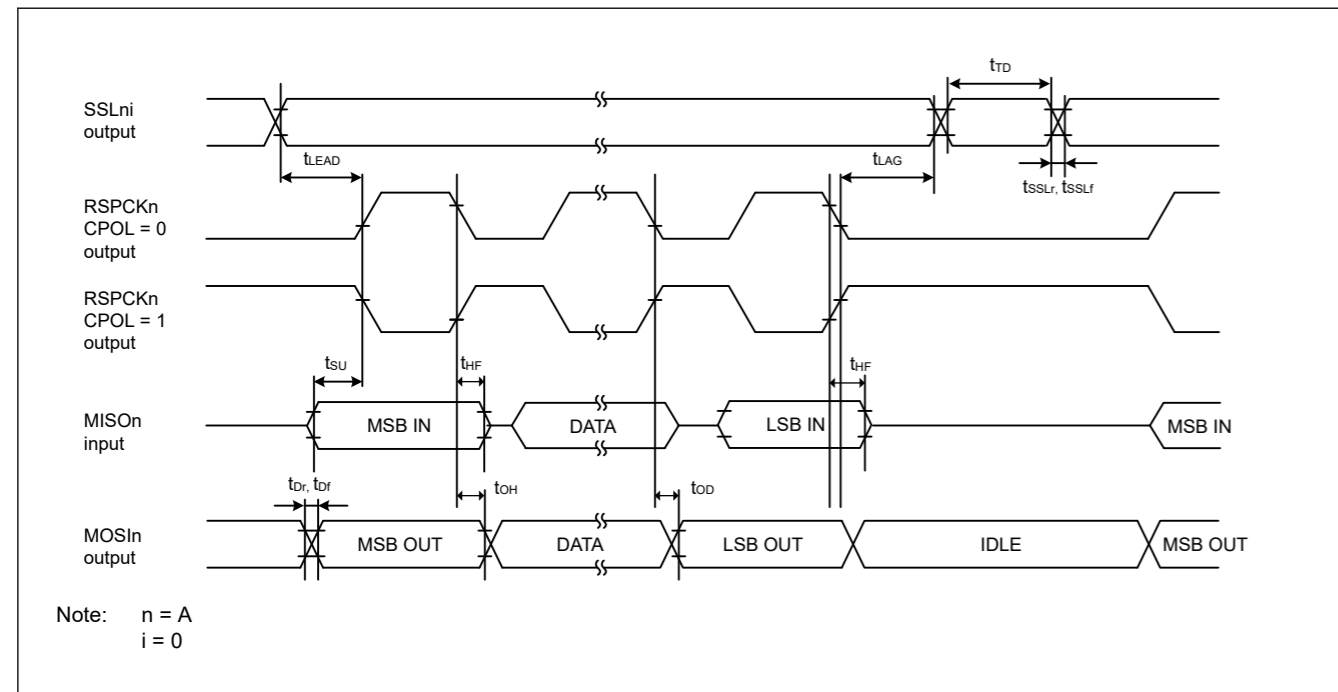 tTD
SSLni
output
tLEAD
tLAG
tSSLr, tSSLf
RSPCKn
CPOL = 0
output
RSPCKn
CPOL = 1
output
tSU
tHF
tHF
MISOn
input
MSB IN
DATA
LSB IN
MSB IN
tDr, tDf
tOH
tOD
MOSIn
output
MSB OUT
DATA
LSB OUT
IDLE
MSB OUT
Note: n = A
i = 0